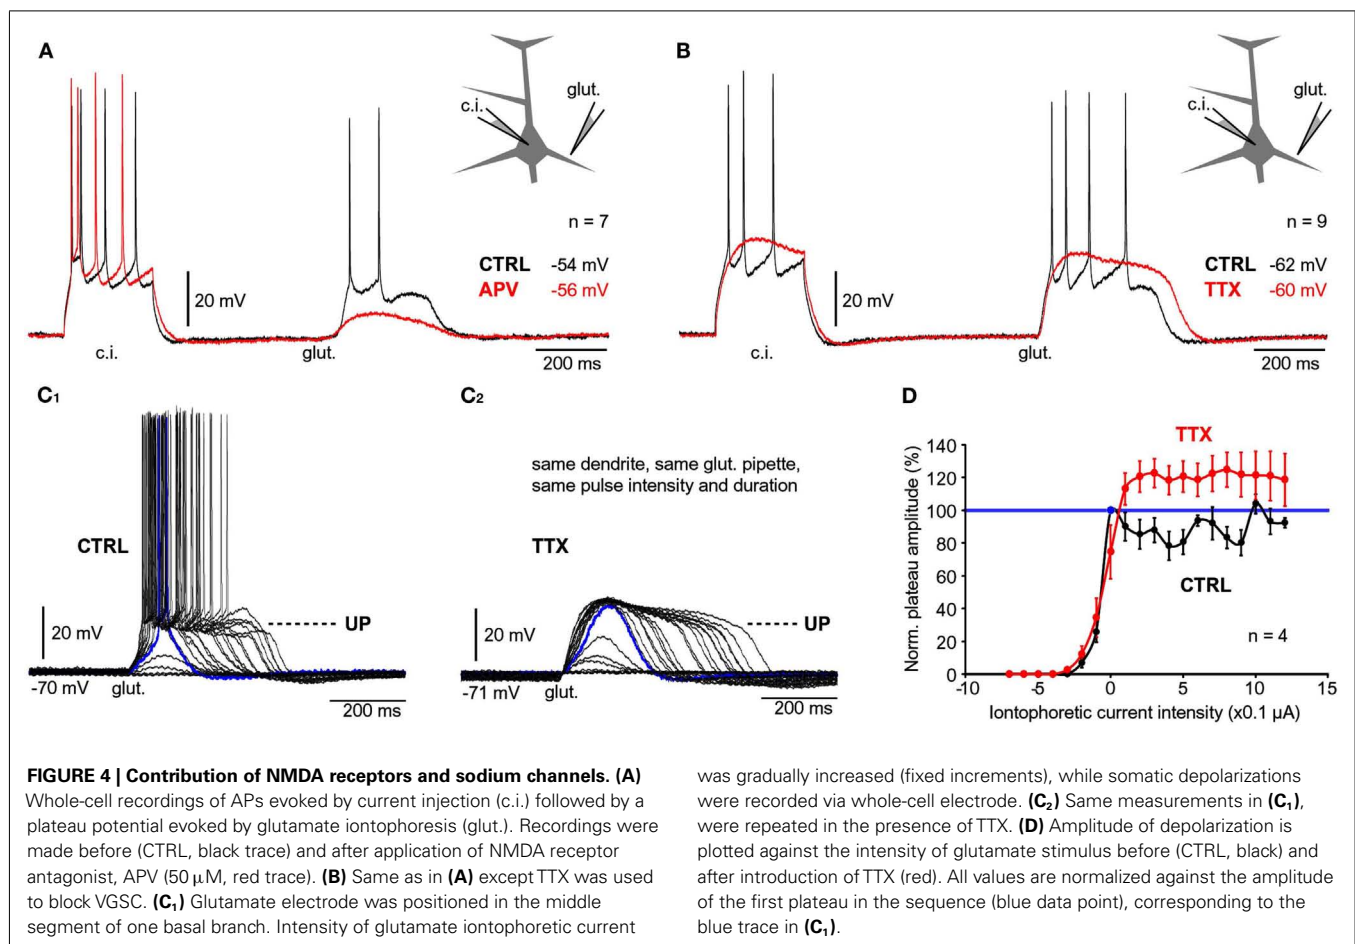 A
c.i.
glut.
n = 7
CTRL -54 mV
APV -56 mV
20 mV
c.i.
glut.
200 ms
B
c.i.
glut.
n = 9
CTRL -62 mV
TTX -60 mV
20 mV
c.i.
glut.
200 ms
C1
CTRL
20 mV
UP
-70 mV
glut.
200 ms
C2
same dendrite, same glut. pipette,
same pulse intensity and duration
TTX
20 mV
UP
-71 mV
glut.
200 ms
D
TTX
CTRL
n = 4
Norm. plateau amplitude (%)
140
120
100
80
60
40
20
0
-10 -5 0 5 10 15
Iontophoretic current intensity (x0.1 µA)
FIGURE 4 | Contribution of NMDA receptors and sodium channels. (A)
Whole-cell recordings of APs evoked by current injection (c.i.) followed by a
plateau potential evoked by glutamate iontophoresis (glut.). Recordings were
made before (CTRL, black trace) and after application of NMDA receptor
antagonist, APV (50 µM, red trace). (B) Same as in (A) except TTX was used
to block VGSC. (C1) Glutamate electrode was positioned in the middle
segment of one basal branch. Intensity of glutamate iontophoretic current
was gradually increased (fixed increments), while somatic depolarizations
were recorded via whole-cell electrode. (C2) Same measurements in (C1),
were repeated in the presence of TTX. (D) Amplitude of depolarization is
plotted against the intensity of glutamate stimulus before (CTRL, black) and
after introduction of TTX (red). All values are normalized against the amplitude
of the first plateau in the sequence (blue data point), corresponding to the
blue trace in (C1).